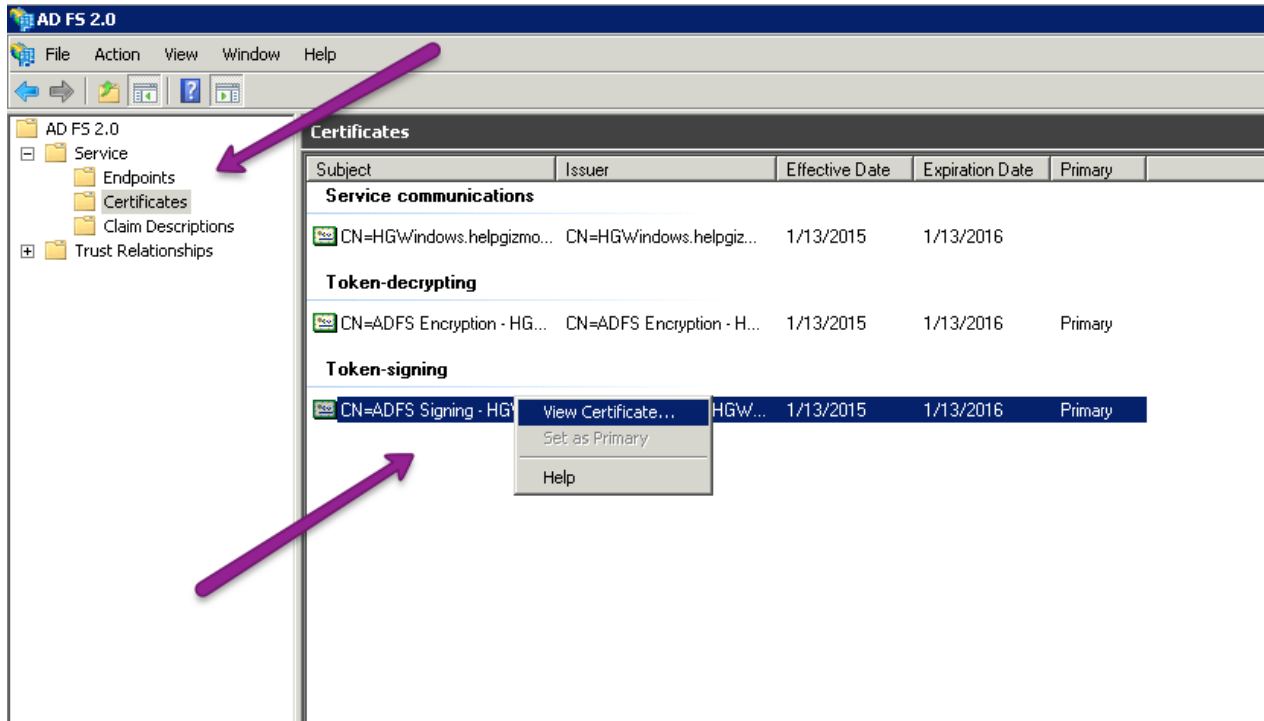 AD FS 2.0
File Action View Window Help
AD FS 2.0
Service
Endpoints
Certificates
Claim Descriptions
Trust Relationships
Certificates
Subject Issuer Effective Date Expiration Date Primary
Service communications
CN=HGWindows.helpgizmo... CN=HGWindows.helpgiz... 1/13/2015 1/13/2016
Token-decrypting
CN=ADFS Encryption - HG... CN=ADFS Encryption - H... 1/13/2015 1/13/2016 Primary
Token-signing
CN=ADFS Signing - HGW... 1/13/2015 1/13/2016 Primary
View Certificate...
Set as Primary
Help